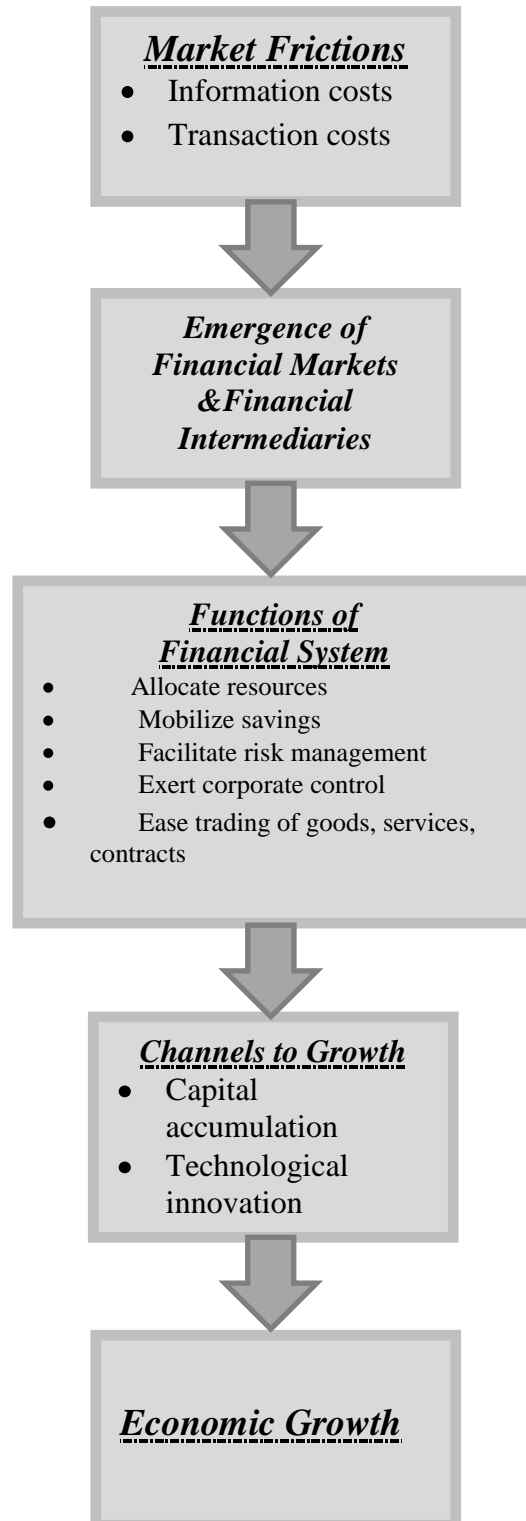 Market Frictions
• Information costs
• Transaction costs
Emergence of
Financial Markets
&Financial
Intermediaries
Functions of
Financial System
• Allocate resources
• Mobilize savings
• Facilitate risk management
• Exert corporate control
• Ease trading of goods, services,
contracts
Channels to Growth
• Capital
accumulation
• Technological
innovation
Economic Growth